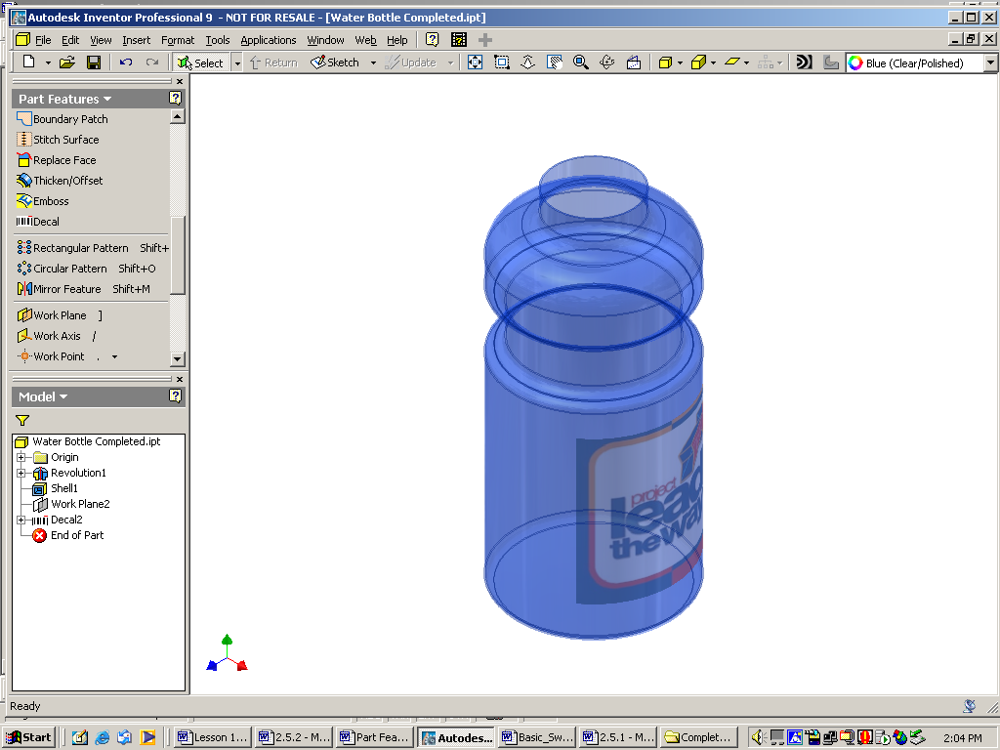 Autodesk Inventor Professional 9 - NOT FOR RESALE - [Water Bottle Completed.ipt]
File Edit View Insert Format Tools Applications Window Web Help
Select Return Sketch Update Blue (Clear/Polished)
Part Features
Boundary Patch
Stitch Surface
Replace Face
Thicken/Offset
Emboss
Decal
Rectangular Pattern Shift+
Circular Pattern Shift+O
Mirror Feature Shift+M
Work Plane ]
Work Axis /
Work Point .
Model
Water Bottle Completed.ipt
Origin
Revolution1
Shell1
Work Plane2
Decal2
End of Part
project
lead
the way
Ready
Start Lesson 1... 2.5.2 - M... Part Fea... Autodes... Basic_Sw... 2.5.1 - M... Complet... 2:04 PM